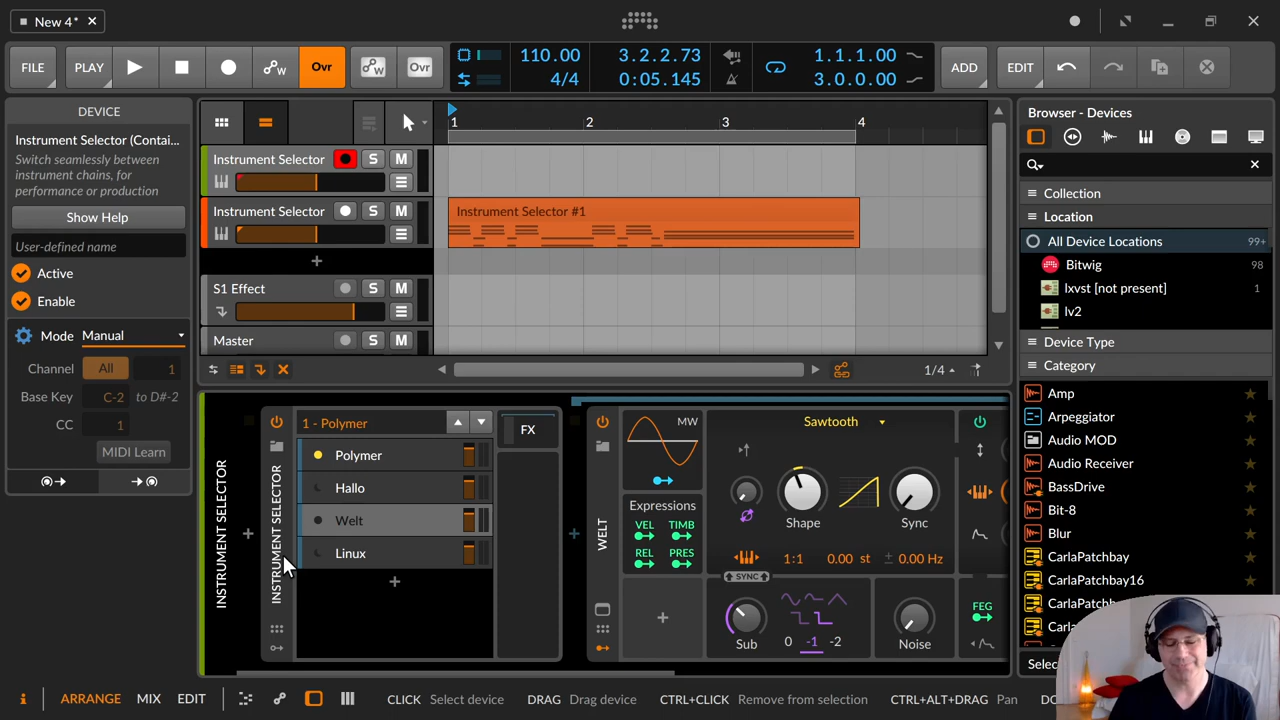 New 4*
FILE
PLAY
Ovr
Ovr
110.00
4/4
3.2.2.73
0:05.145
1.1.1.00
3.0.0.00
ADD
EDIT
DEVICE
Instrument Selector (Contai...
Switch seamlessly between
instrument chains, for
performance or production
Show Help
User-defined name
Active
Enable
Mode Manual
Channel All 1
Base Key C-2 to D#-2
CC 1
MIDI Learn
1 2 3 4
Instrument Selector S M
Instrument Selector S M
Instrument Selector #1
S1 Effect S M
Master S M
1/4
INSTRUMENT SELECTOR
INSTRUMENT SELECTOR
1 - Polymer
Polymer
Hallo
Welt
Linux
FX
WELT
MW
Expressions
VEL TIMB
REL PRES
Sawtooth
Shape
Sync
1:1 0.00 st ± 0.00 Hz
SYNC
Sub
0 -1 -2
Noise
FEG
Browser - Devices
Collection
Location
All Device Locations 99+
Bitwig 98
lxvst [not present] 1
lv2
Device Type
Category
Amp
Arpeggiator
Audio MOD
Audio Receiver
BassDrive
Bit-8
Blur
CarlaPatchbay
CarlaPatchbay16
i
ARRANGE
MIX
EDIT
CLICK Select device
DRAG Drag device
CTRL+CLICK Remove from selection
CTRL+ALT+DRAG Pan